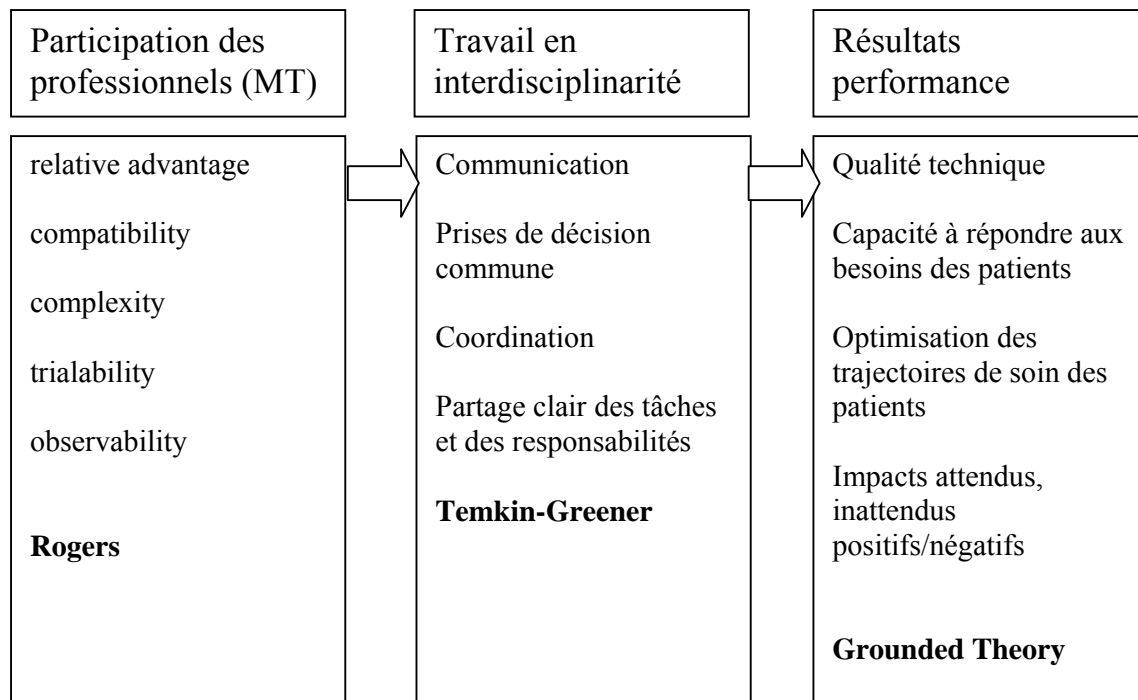 Participation des
professionnels (MT)
Travail en
interdisciplinarité
Résultats
performance
relative advantage
compatibility
complexity
trialability
observability
Rogers
Communication
Prises de décision
commune
Coordination
Partage clair des tâches
et des responsabilités
Temkin-Greener
Qualité technique
Capacité à répondre aux
besoins des patients
Optimisation des
trajectoires de soin des
patients
Impacts attendus,
inattendus
positifs/négatifs
Grounded Theory